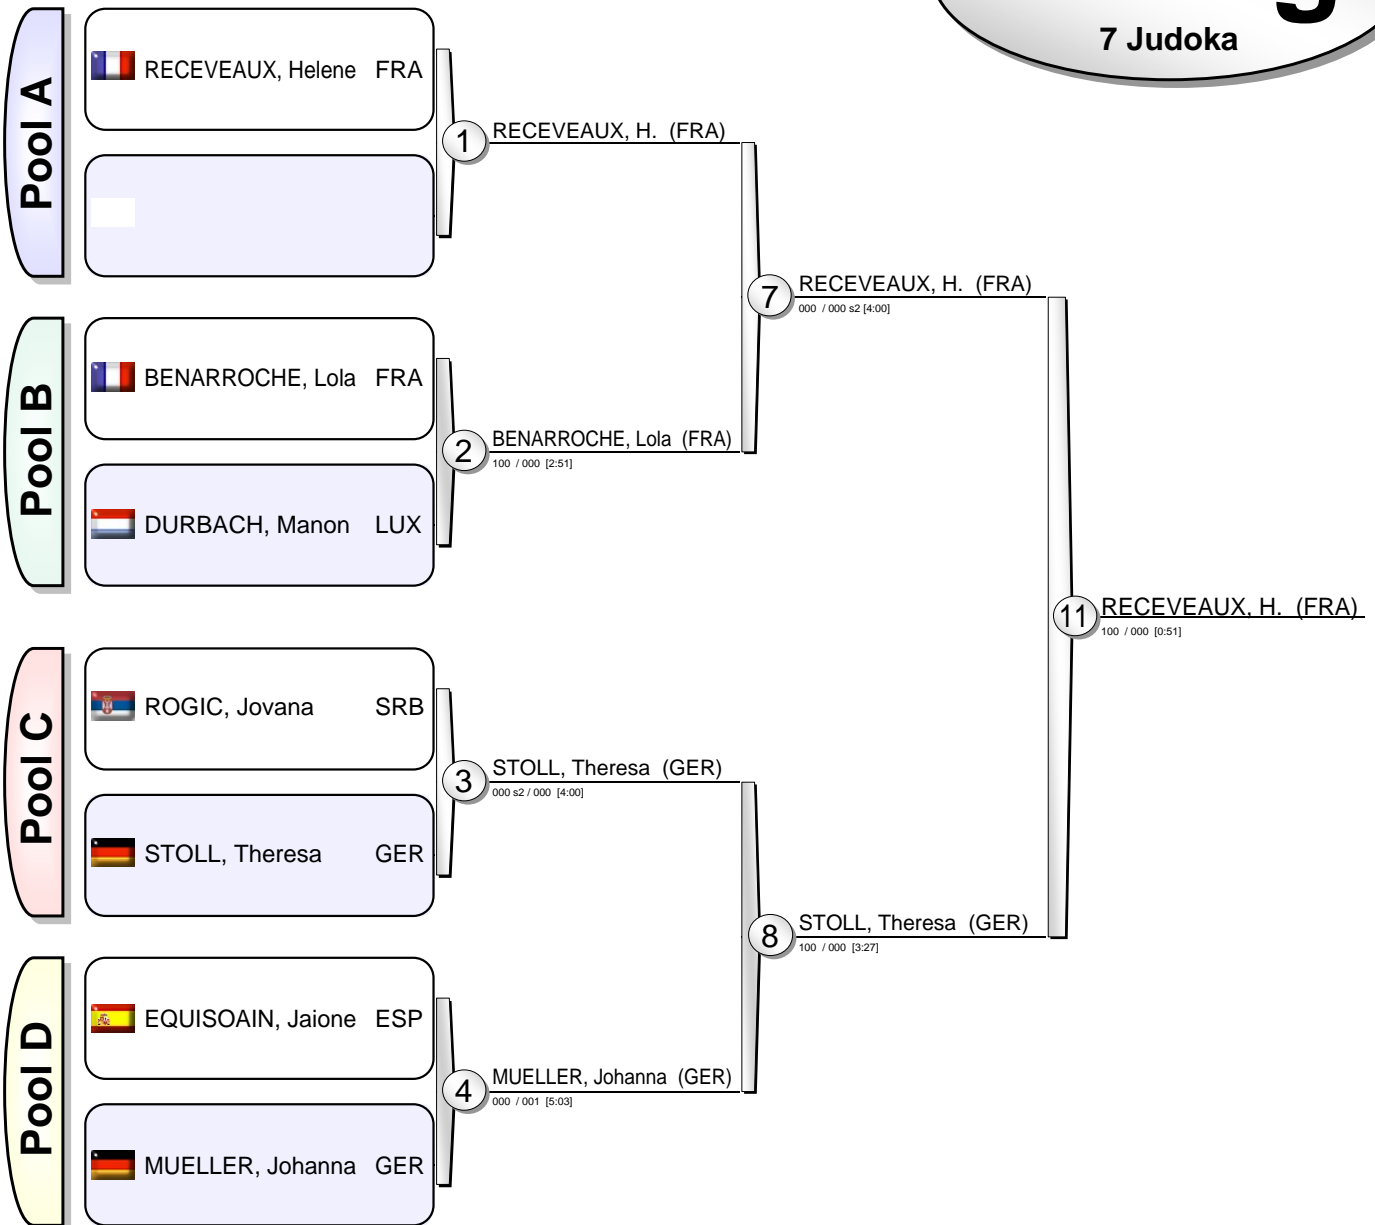 7 Judoka
Pool A
RECEVEAUX, Helene FRA
1 RECEVEAUX, H. (FRA)
7 RECEVEAUX, H. (FRA)
000 / 000 s2 [4:00]
Pool B
BENARROCHE, Lola FRA
2 BENARROCHE, Lola (FRA)
100 / 000 [2:51]
DURBACH, Manon LUX
11 RECEVEAUX, H. (FRA)
100 / 000 [0:51]
Pool C
ROGIC, Jovana SRB
3 STOLL, Theresa (GER)
000 s2 / 000 [4:00]
STOLL, Theresa GER
8 STOLL, Theresa (GER)
100 / 000 [3:27]
Pool D
EQUISOAIN, Jaione ESP
4 MUELLER, Johanna (GER)
000 / 001 [5:03]
MUELLER, Johanna GER